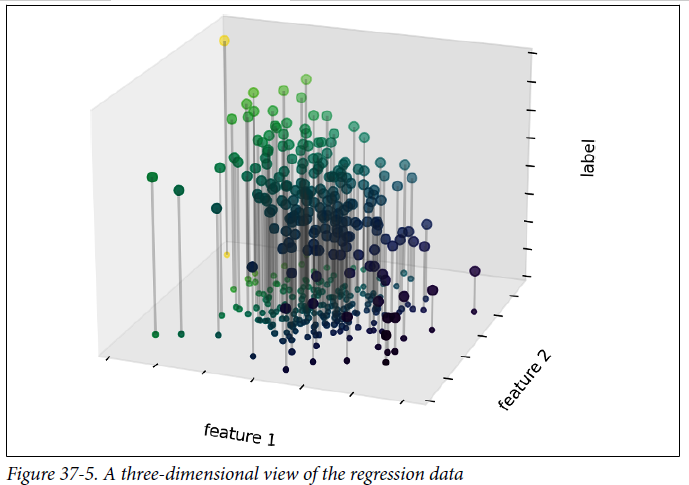 label
feature 2
feature 1
Figure 37-5. A three-dimensional view of the regression data